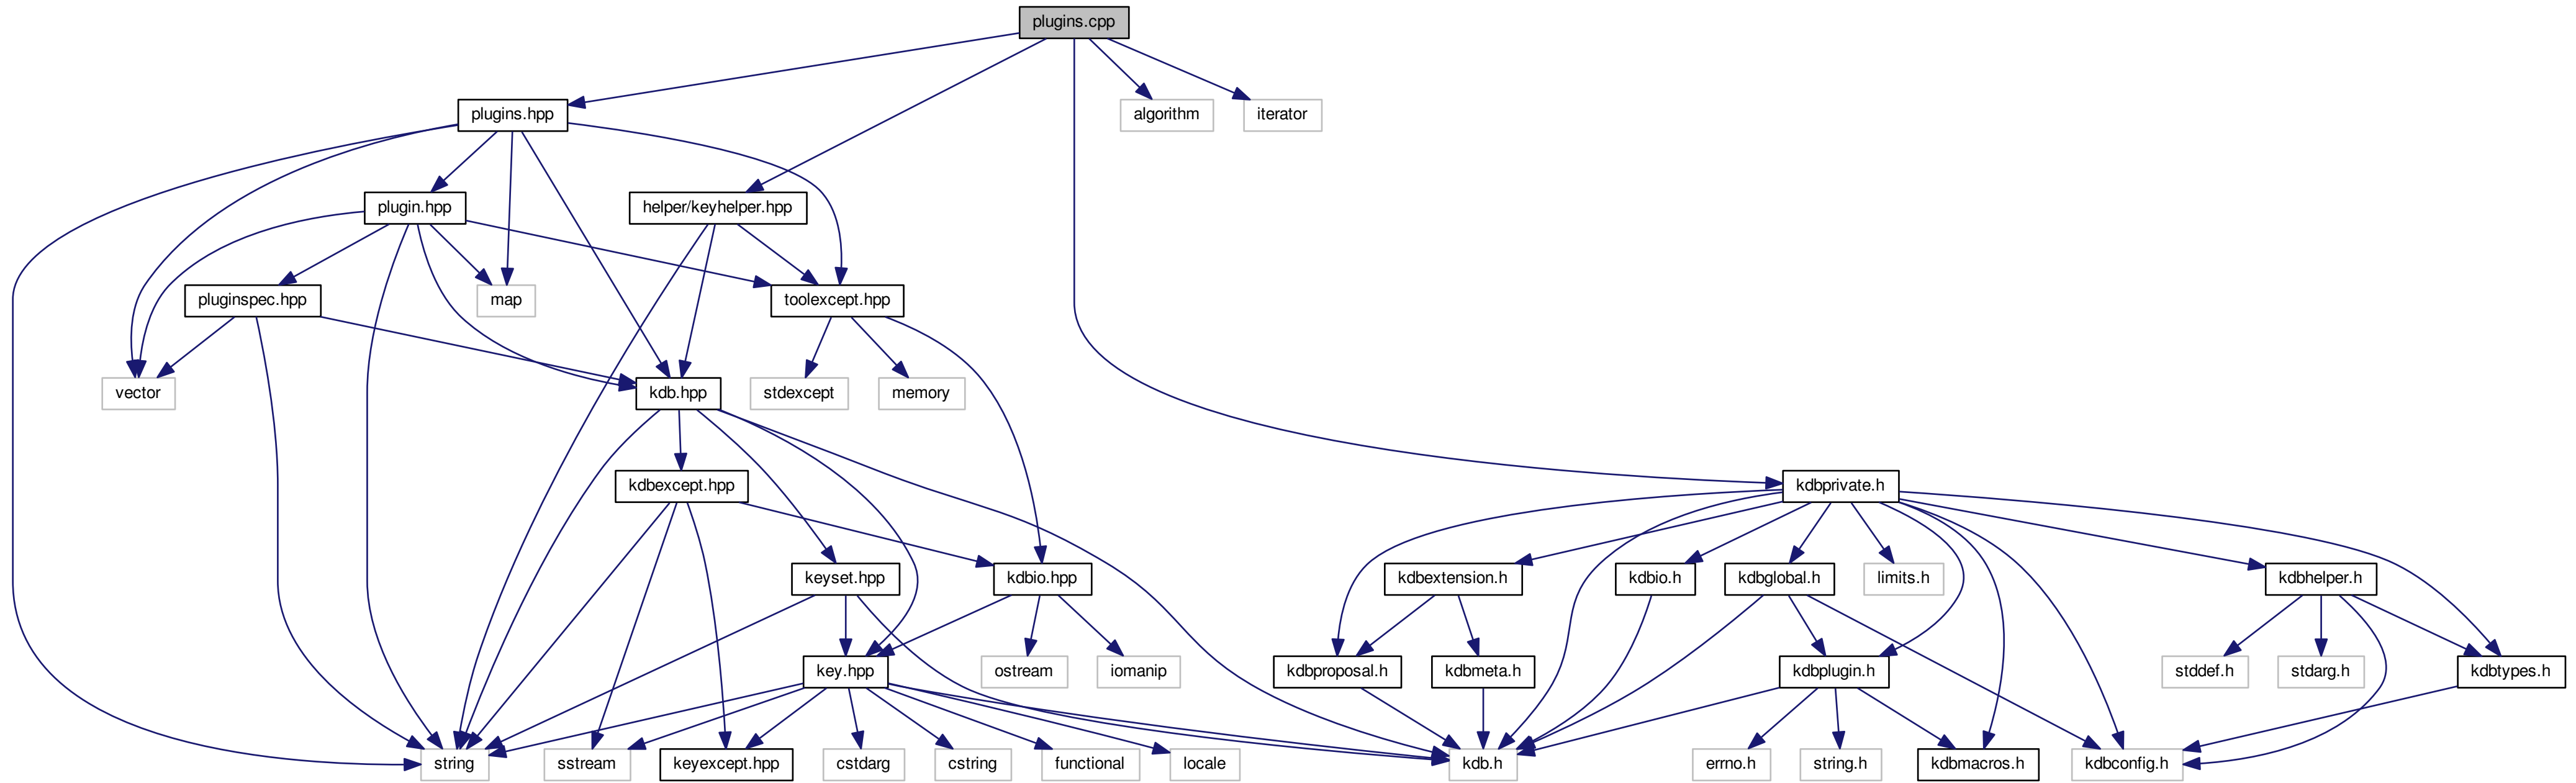 plugins.cpp
plugins.hpp
algorithm
iterator
plugin.hpp
helper/keyhelper.hpp
pluginspec.hpp
map
toolexcept.hpp
vector
kdb.hpp
stdexcept
memory
kdbexcept.hpp
kdbprivate.h
keyset.hpp
kdbio.hpp
kdbextension.h
kdbio.h
kdbglobal.h
limits.h
kdbhelper.h
key.hpp
ostream
iomanip
kdbproposal.h
kdbmeta.h
kdbplugin.h
stddef.h
stdarg.h
kdbtypes.h
string
sstream
keyexcept.hpp
cstdarg
cstring
functional
locale
kdb.h
errno.h
string.h
kdbmacros.h
kdbconfig.h